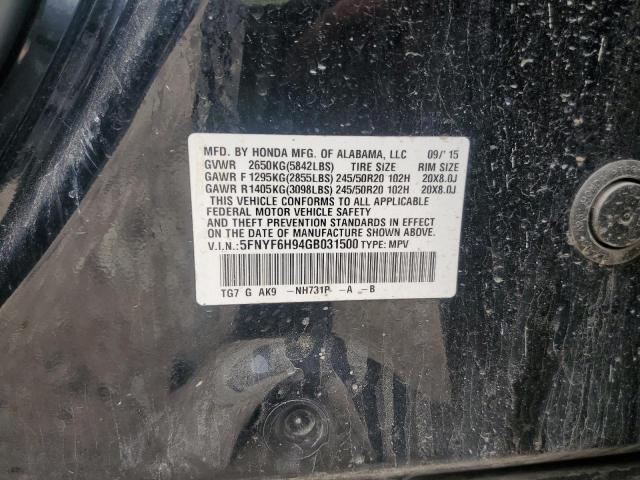 MFD. BY HONDA MFG. OF ALABAMA, LLC 09/'15
GVWR 2650KG(5842LBS) TIRE SIZE RIM SIZE
GAWR F 1295KG(2855LBS) 245/50R20 102H 20X8.0J
GAWR R 1405KG(3098LBS) 245/50R20 102H 20X8.0J
THIS VEHICLE CONFORMS TO ALL APPLICABLE
FEDERAL MOTOR VEHICLE SAFETY
AND THEFT PREVENTION STANDARDS IN EFFECT
ON THE DATE OF MANUFACTURE SHOWN ABOVE.
V.I.N.: 5FNYF6H94GB031500 TYPE: MPV
TG7 G AK9 -NH731P -A -B